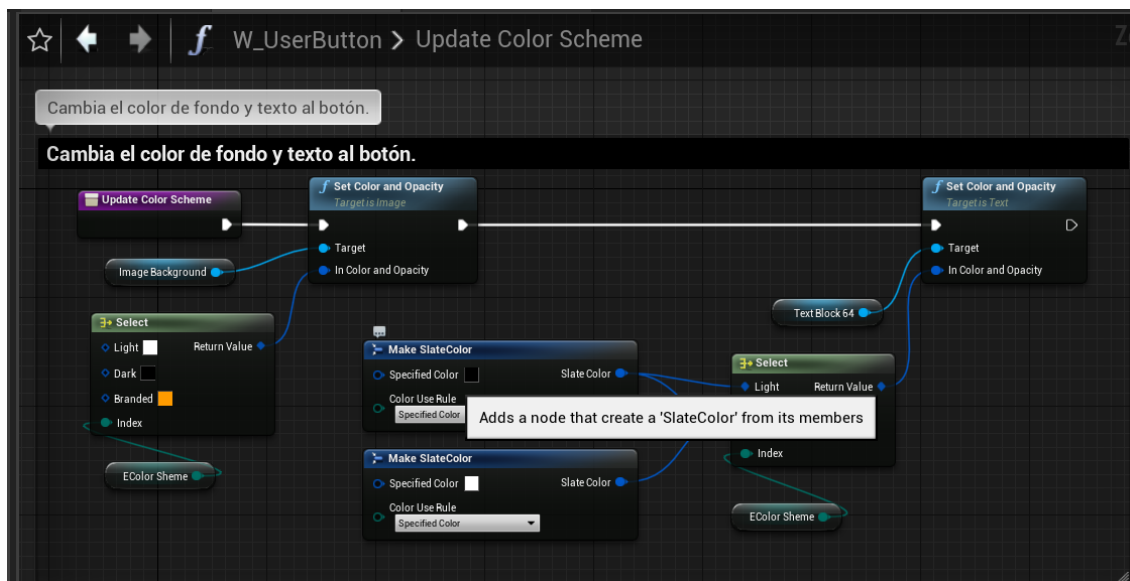 f W_UserButton > Update Color Scheme
Cambia el color de fondo y texto al botón.
Cambia el color de fondo y texto al botón.
Update Color Scheme
f Set Color and Opacity
Target is Image
Target
In Color and Opacity
Image Background
Select
Light
Return Value
Dark
Branded
Index
EColor Sheme
Make SlateColor
Specified Color
Slate Color
Color Use Rule
Specified Color
Adds a node that create a 'SlateColor' from its members
Make SlateColor
Specified Color
Slate Color
Color Use Rule
Specified Color
f Set Color and Opacity
Target is Text
Target
In Color and Opacity
Text Block 64
Select
Light
Return Value
Index
EColor Sheme